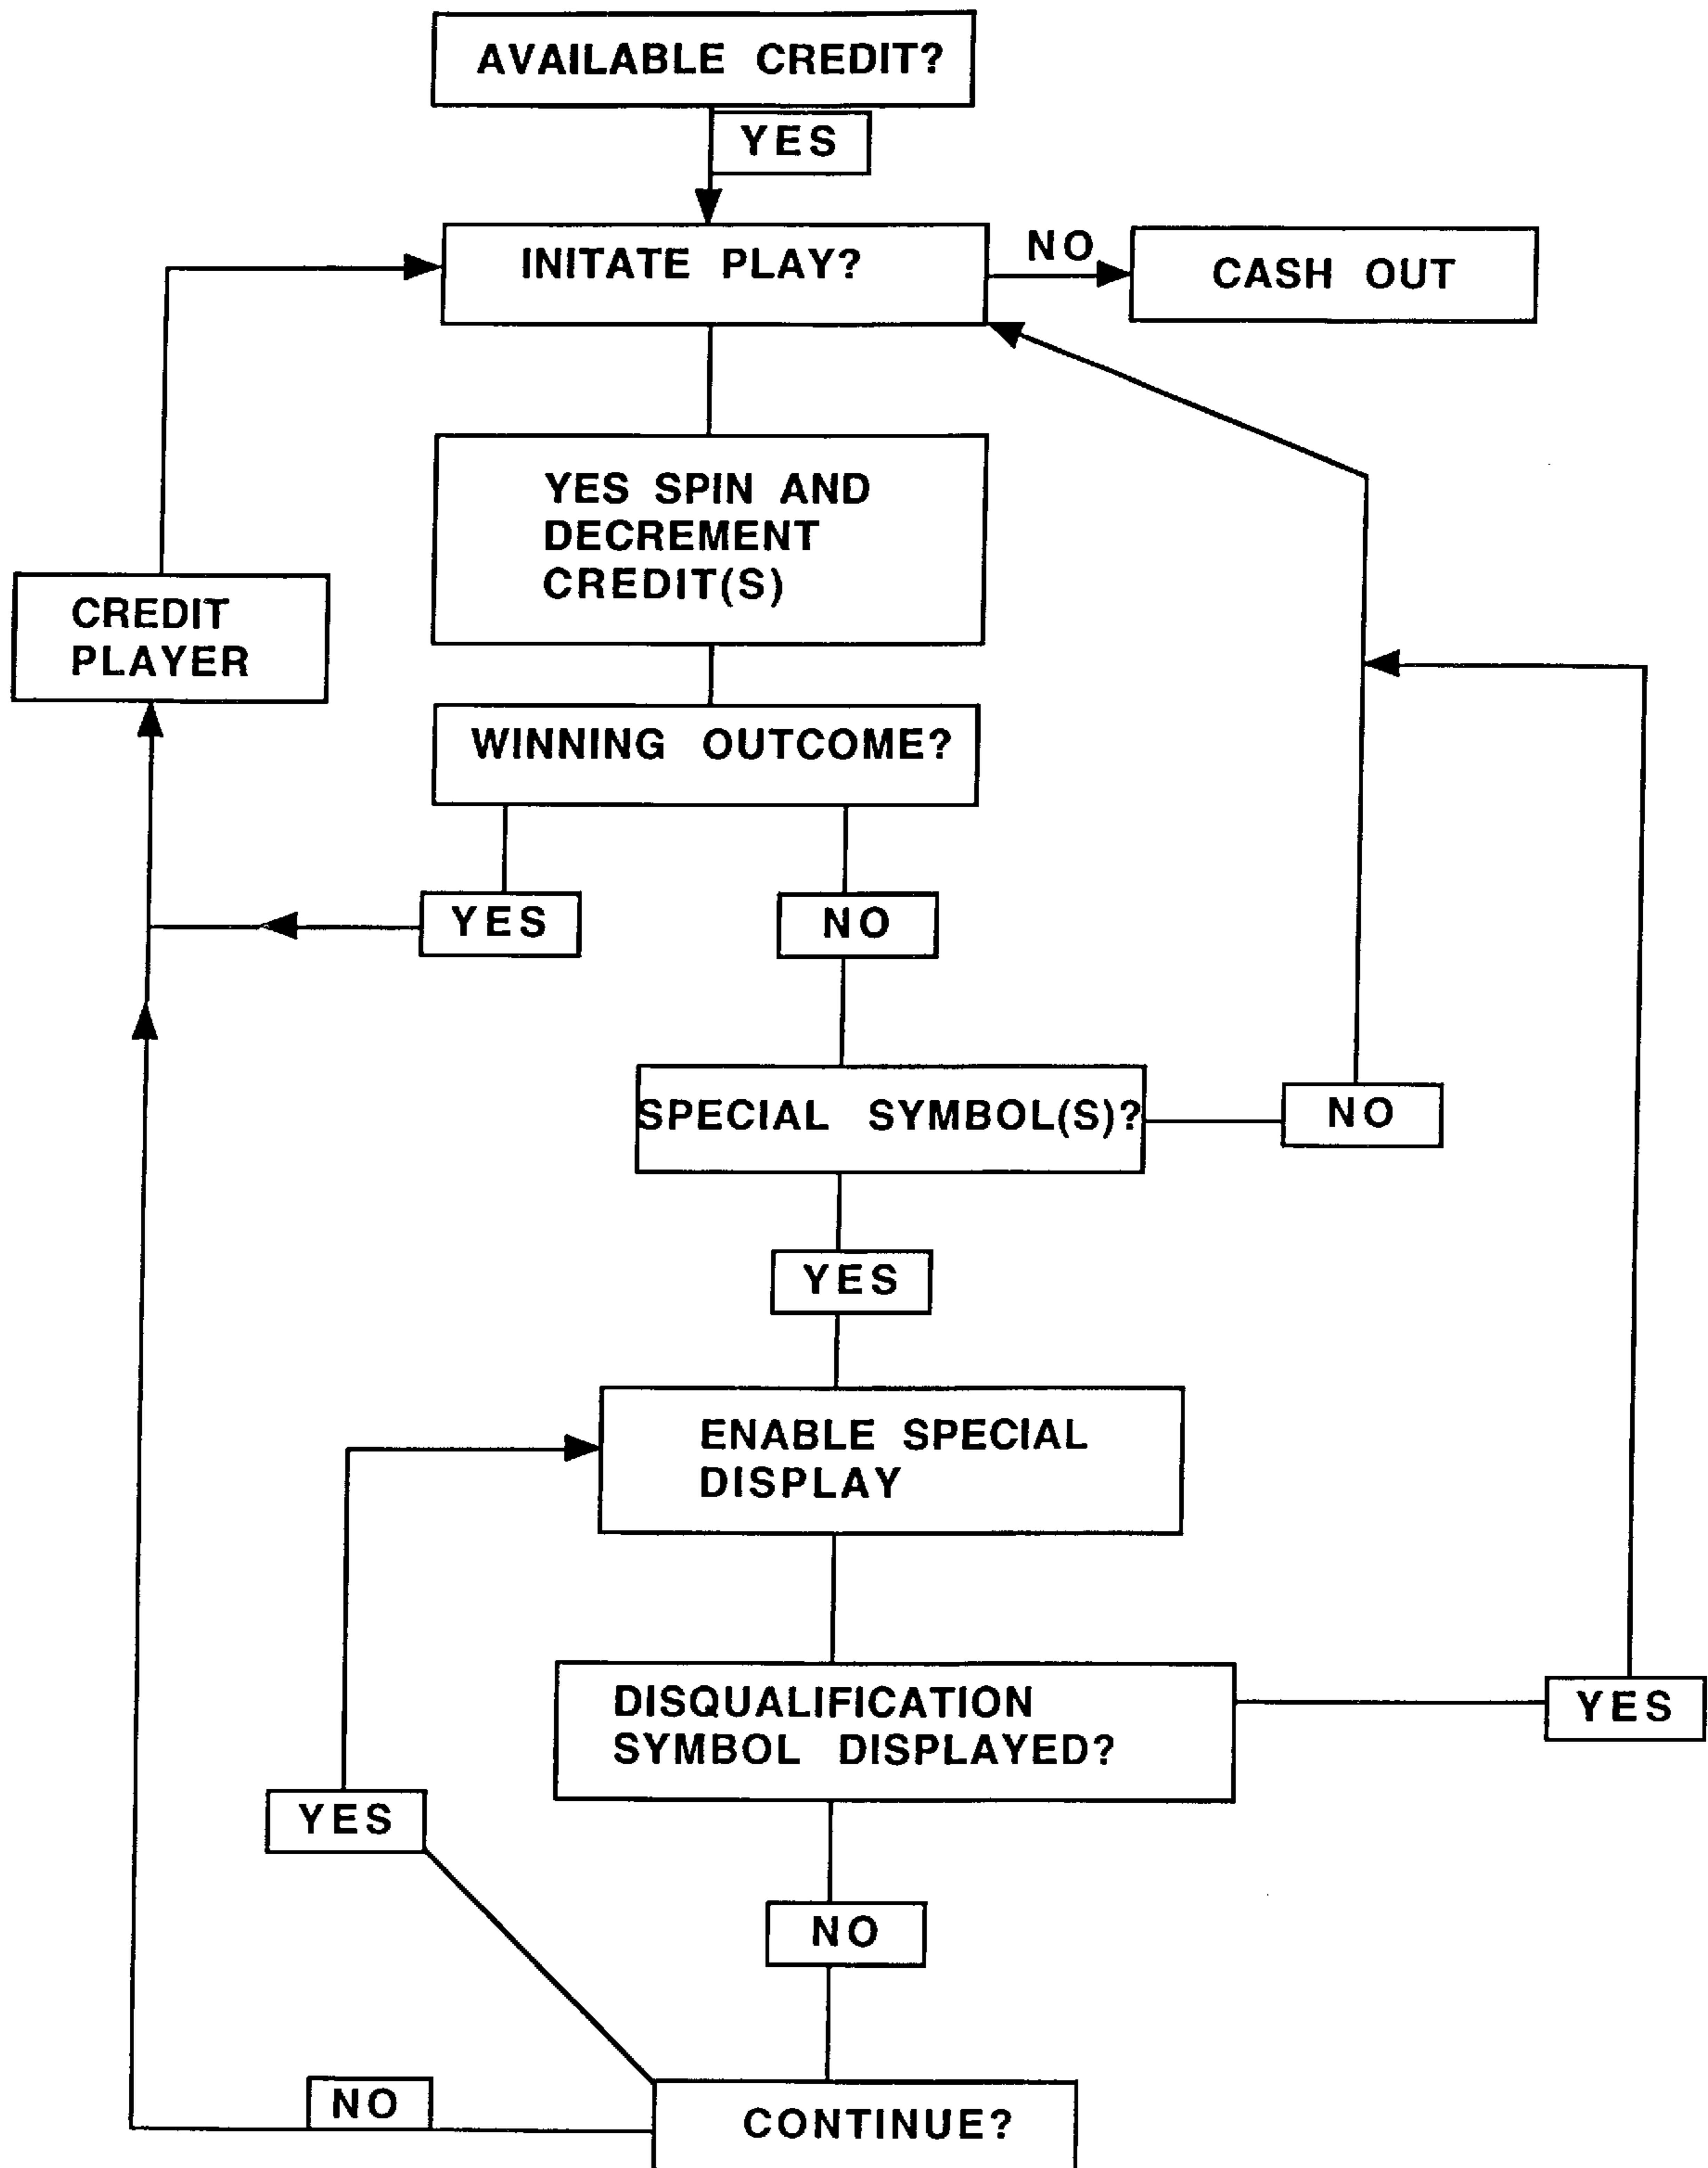 AVAILABLE CREDIT?
YES
INITATE PLAY?
NO
CASH OUT
YES SPIN AND
DECREMENT
CREDIT(S)
CREDIT
PLAYER
WINNING OUTCOME?
YES
NO
SPECIAL SYMBOL(S)?
NO
YES
ENABLE SPECIAL
DISPLAY
DISQUALIFICATION
SYMBOL DISPLAYED?
YES
YES
NO
NO
CONTINUE?